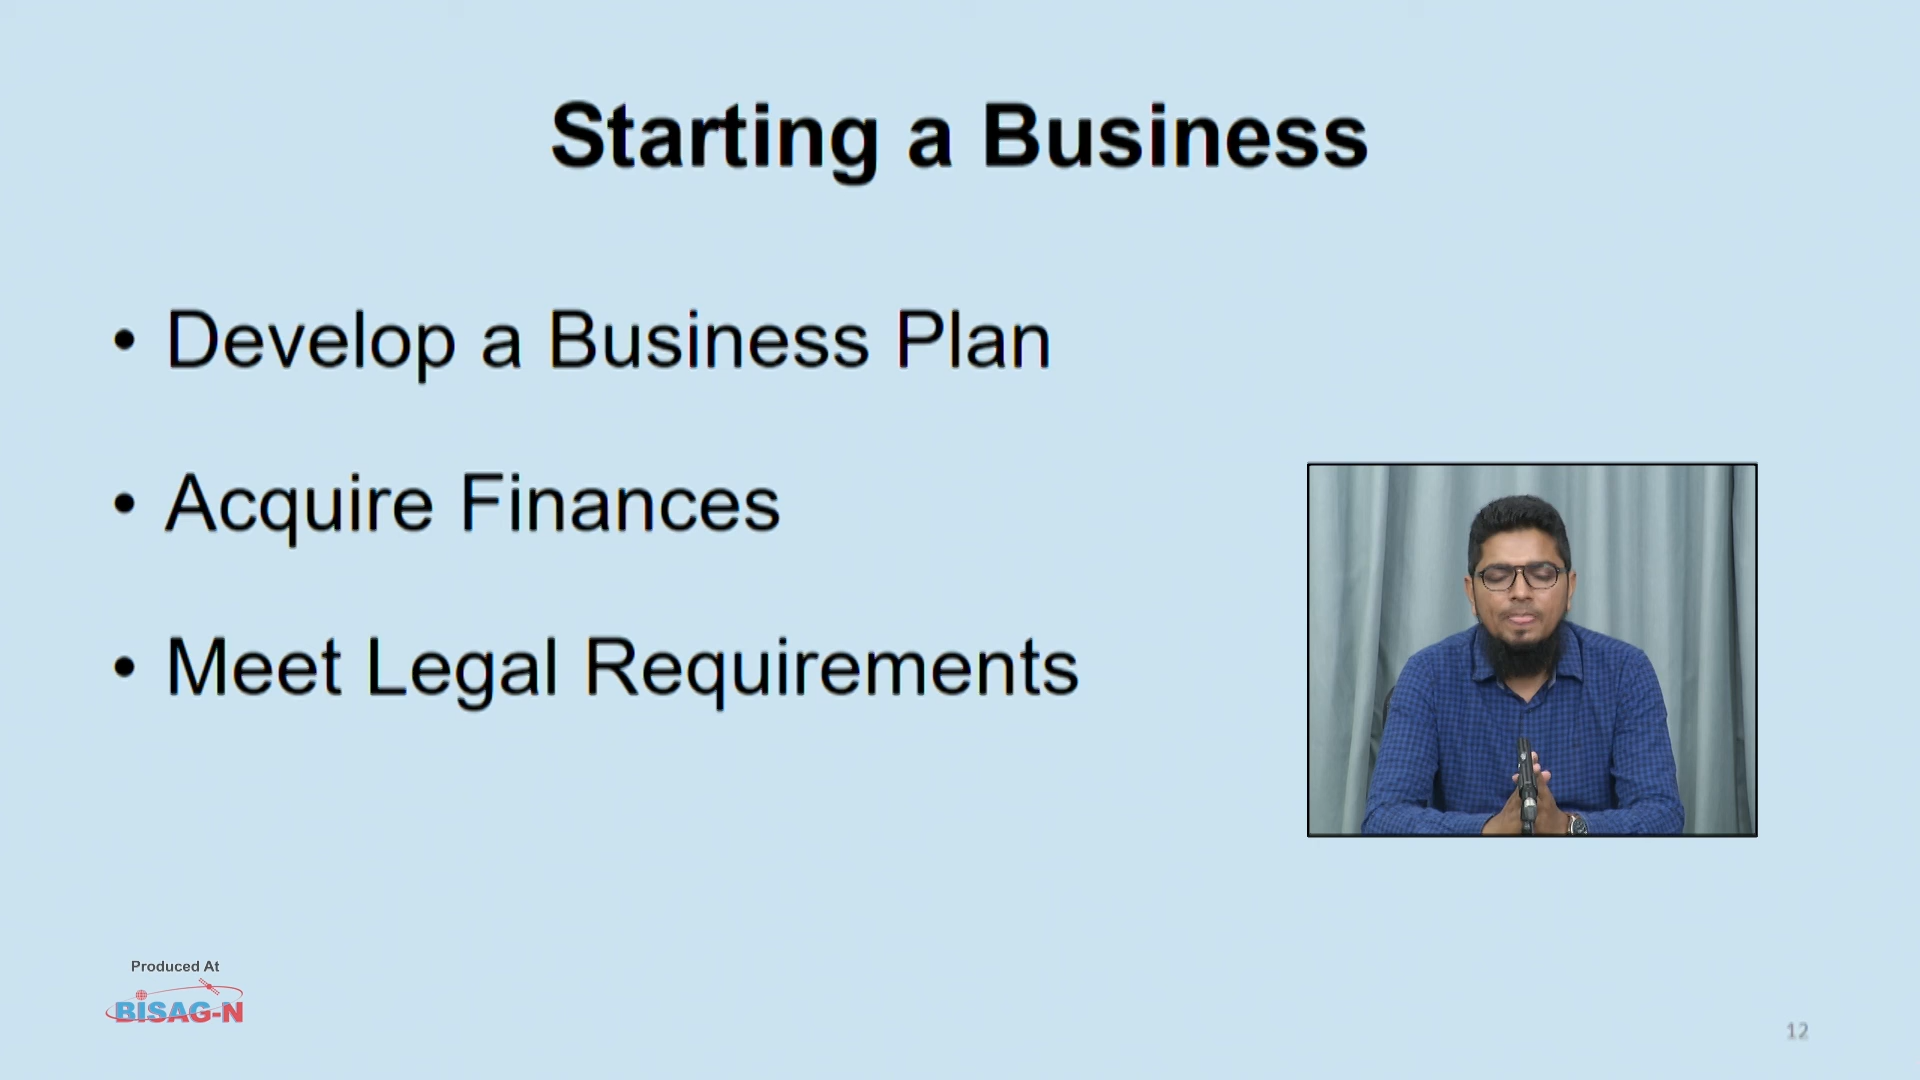 Starting a Business
• Develop a Business Plan
• Acquire Finances
• Meet Legal Requirements
Produced At
BISAG-N
12